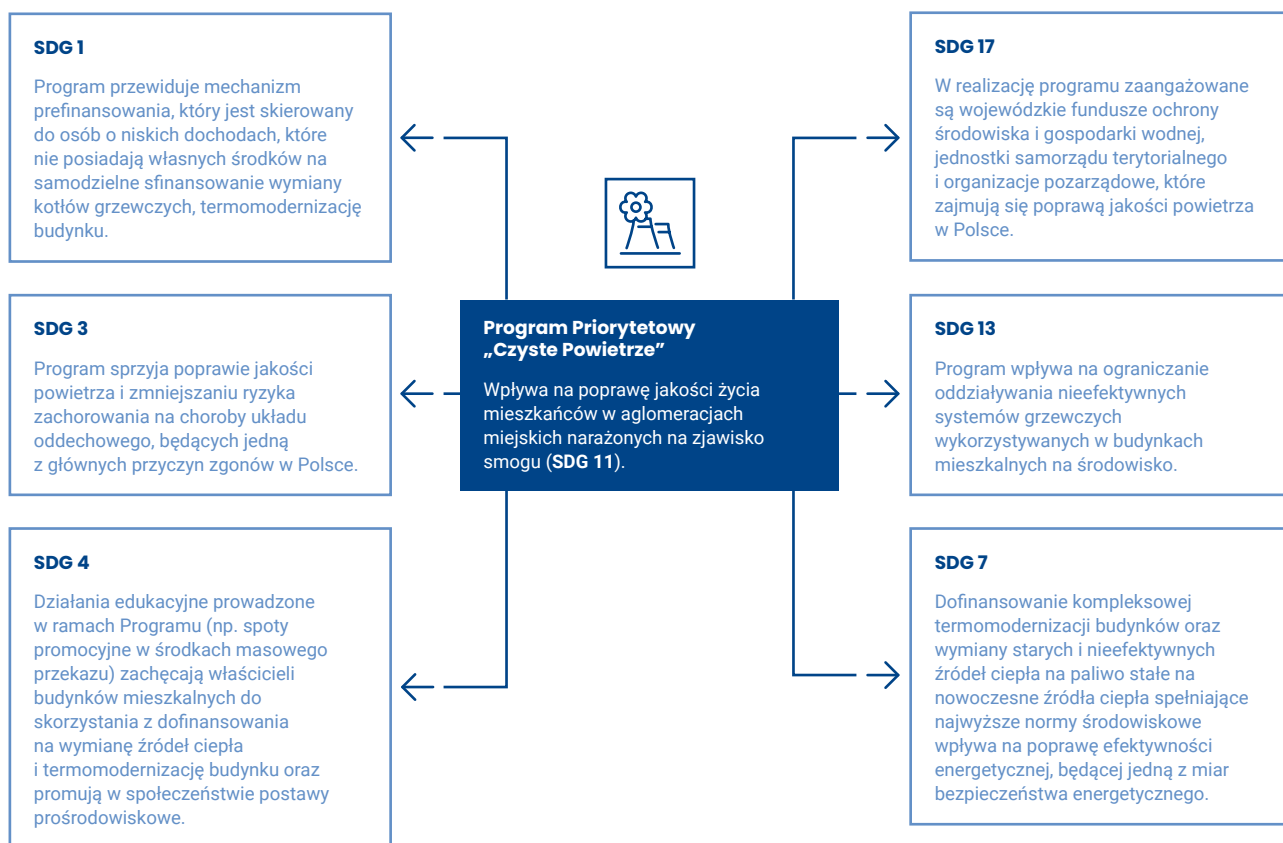 SDG 1
Program przewiduje mechanizm
prefinansowania, który jest skierowany
do osób o niskich dochodach, które
nie posiadają własnych środków na
samodzielne sfinansowanie wymiany
kotłów grzewczych, termomodernizację
budynku.
SDG 3
Program sprzyja poprawie jakości
powietrza i zmniejszaniu ryzyka
zachorowania na choroby układu
oddechowego, będących jedną
z głównych przyczyn zgonów w Polsce.
SDG 4
Działania edukacyjne prowadzone
w ramach Programu (np. spoty
promocyjne w środkach masowego
przekazu) zachęcają właścicieli
budynków mieszkalnych do
skorzystania z dofinansowania
na wymianę źródeł ciepła
i termomodernizację budynku oraz
promują w społeczeństwie postawy
prośrodowiskowe.
Program Priorytetowy
„Czyste Powietrze”
Wpływa na poprawę jakości życia
mieszkańców w aglomeracjach
miejskich narażonych na zjawisko
smogu (SDG 11).
SDG 17
W realizację programu zaangażowane
są wojewódzkie fundusze ochrony
środowiska i gospodarki wodnej,
jednostki samorządu terytorialnego
i organizacje pozarządowe, które
zajmują się poprawą jakości powietrza
w Polsce.
SDG 13
Program wpływa na ograniczanie
oddziaływania nieefektywnych
systemów grzewczych
wykorzystywanych w budynkach
mieszkalnych na środowisko.
SDG 7
Dofinansowanie kompleksowej
termomodernizacji budynków oraz
wymiany starych i nieefektywnych
źródeł ciepła na paliwo stałe na
nowoczesne źródła ciepła spełniające
najwyższe normy środowiskowe
wpływa na poprawę efektywności
energetycznej, będącej jedną z miar
bezpieczeństwa energetycznego.